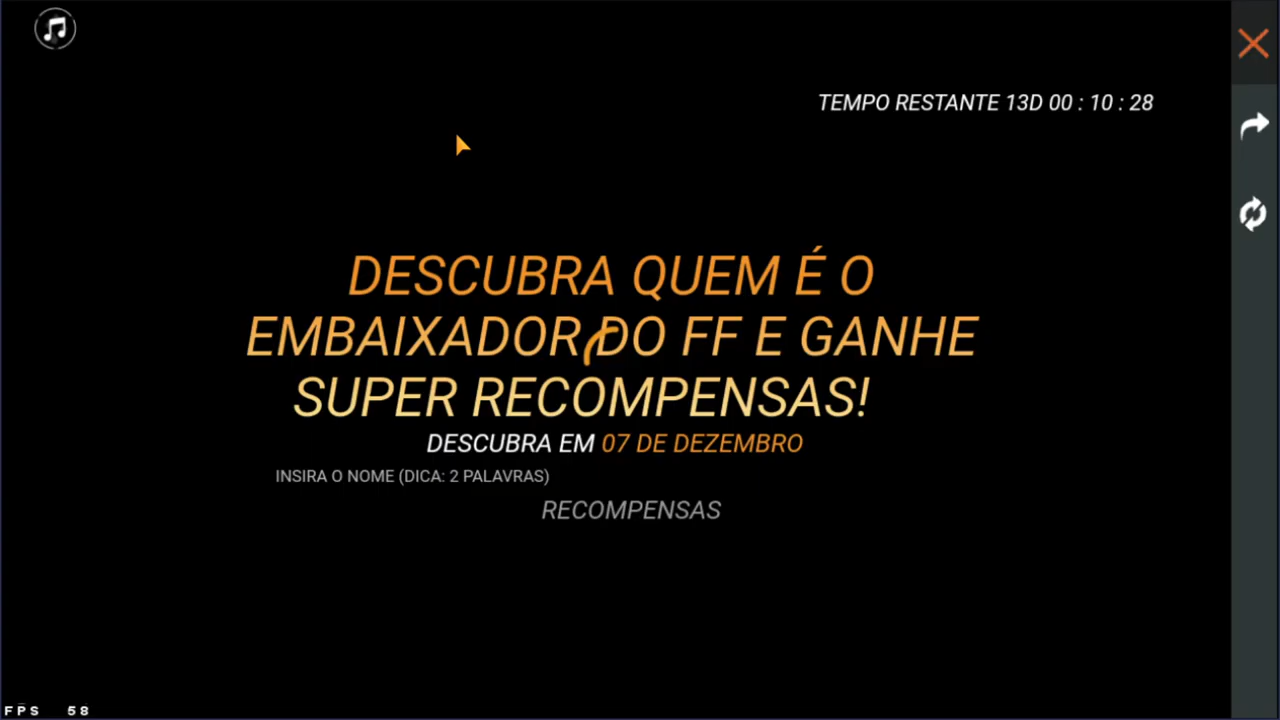 TEMPO RESTANTE 13D 00 : 10 : 28
DESCUBRA QUEM É O
EMBAIXADOR DO FF E GANHE
SUPER RECOMPENSAS!
DESCUBRA EM 07 DE DEZEMBRO
INSIRA O NOME (DICA: 2 PALAVRAS)
RECOMPENSAS
FPS 58